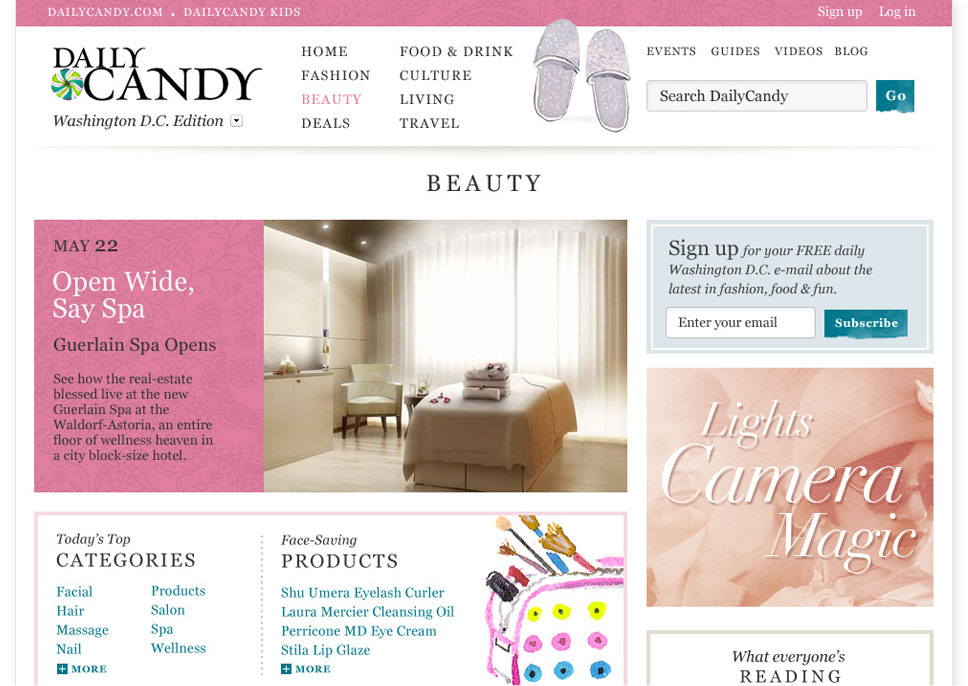 DAILYCANDY.COM • DAILYCANDY KIDS
Sign up Log in
DAILY
CANDY
Washington D.C. Edition
HOME
FASHION
BEAUTY
DEALS
FOOD & DRINK
CULTURE
LIVING
TRAVEL
EVENTS GUIDES VIDEOS BLOG
Search DailyCandy
Go
BEAUTY
MAY 22
Open Wide,
Say Spa
Guerlain Spa Opens
See how the real-estate
blessed live at the new
Guerlain Spa at the
Waldorf-Astoria, an entire
floor of wellness heaven in
a city block-size hotel.
Sign up for your FREE daily
Washington D.C. e-mail about the
latest in fashion, food & fun.
Enter your email
Subscribe
Lights
Camera
Magic
Today's Top
CATEGORIES
Facial
Hair
Massage
Nail
Products
Salon
Spa
Wellness
MORE
Face-Saving
PRODUCTS
Shu Umera Eyelash Curler
Laura Mercier Cleansing Oil
Perricone MD Eye Cream
Stila Lip Glaze
MORE
What everyone's
READING